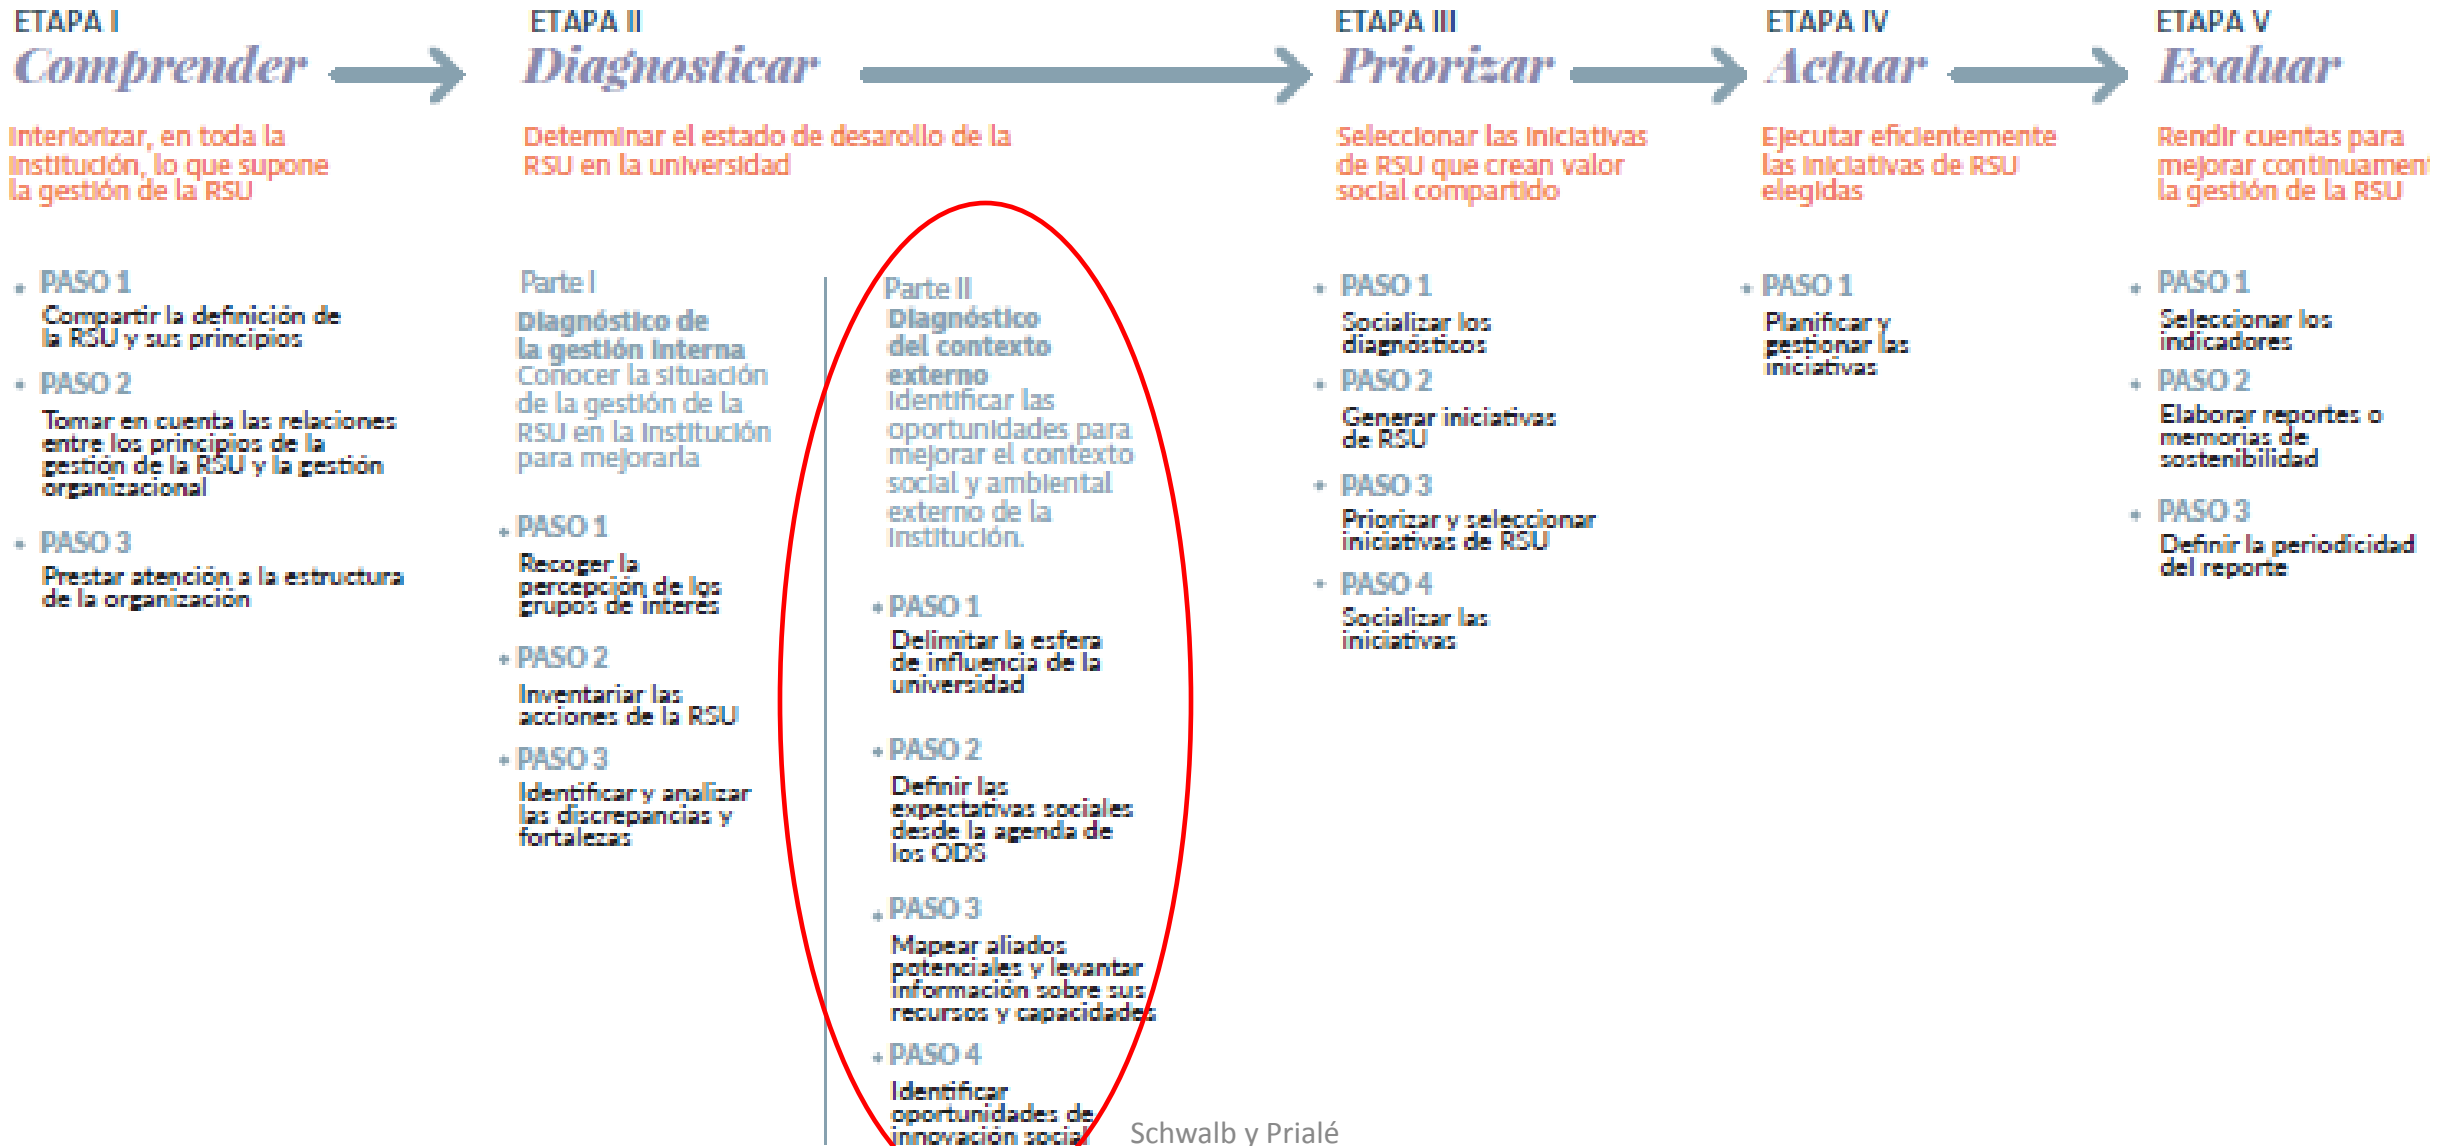 ETAPA I
Comprender
Interiorizar, en toda la
institución, lo que supone
la gestión de la RSU
• PASO 1
Compartir la definición de
la RSU y sus principios
• PASO 2
Tomar en cuenta las relaciones
entre los principios de la
gestión de la RSU y la gestión
organizacional
• PASO 3
Prestar atención a la estructura
de la organización
ETAPA II
Diagnosticar
Determinar el estado de desarollo de la
RSU en la universidad
Parte I
Diagnóstico de
la gestión interna
Conocer la situación
de la gestión de la
RSU en la institución
para mejorarla
• PASO 1
Recoger la
percepción de los
grupos de interés
• PASO 2
Inventariar las
acciones de la RSU
• PASO 3
Identificar y analizar
las discrepancias y
fortalezas
Parte II
Diagnóstico
del contexto
externo
Identificar las
oportunidades para
mejorar el contexto
social y ambiental
externo de la
institución.
• PASO 1
Delimitar la esfera
de influencia de la
universidad
• PASO 2
Definir las
expectativas sociales
desde la agenda de
los ODS
• PASO 3
Mapear aliados
potenciales y levantar
información sobre sus
recursos y capacidades
• PASO 4
Identificar
oportunidades de
innovación social
ETAPA III
Priorizar
Seleccionar las iniciativas
de RSU que crean valor
social compartido
• PASO 1
Socializar los
diagnósticos
• PASO 2
Generar iniciativas
de RSU
• PASO 3
Priorizar y seleccionar
iniciativas de RSU
• PASO 4
Socializar las
iniciativas
ETAPA IV
Actuar
Ejecutar eficientemente
las iniciativas de RSU
elegidas
• PASO 1
Planificar y
gestionar las
iniciativas
ETAPA V
Evaluar
Rendir cuentas para
mejorar continuamen
la gestión de la RSU
• PASO 1
Seleccionar los
indicadores
• PASO 2
Elaborar reportes o
memorias de
sostenibilidad
• PASO 3
Definir la periodicidad
del reporte
Schwalb y Prialé